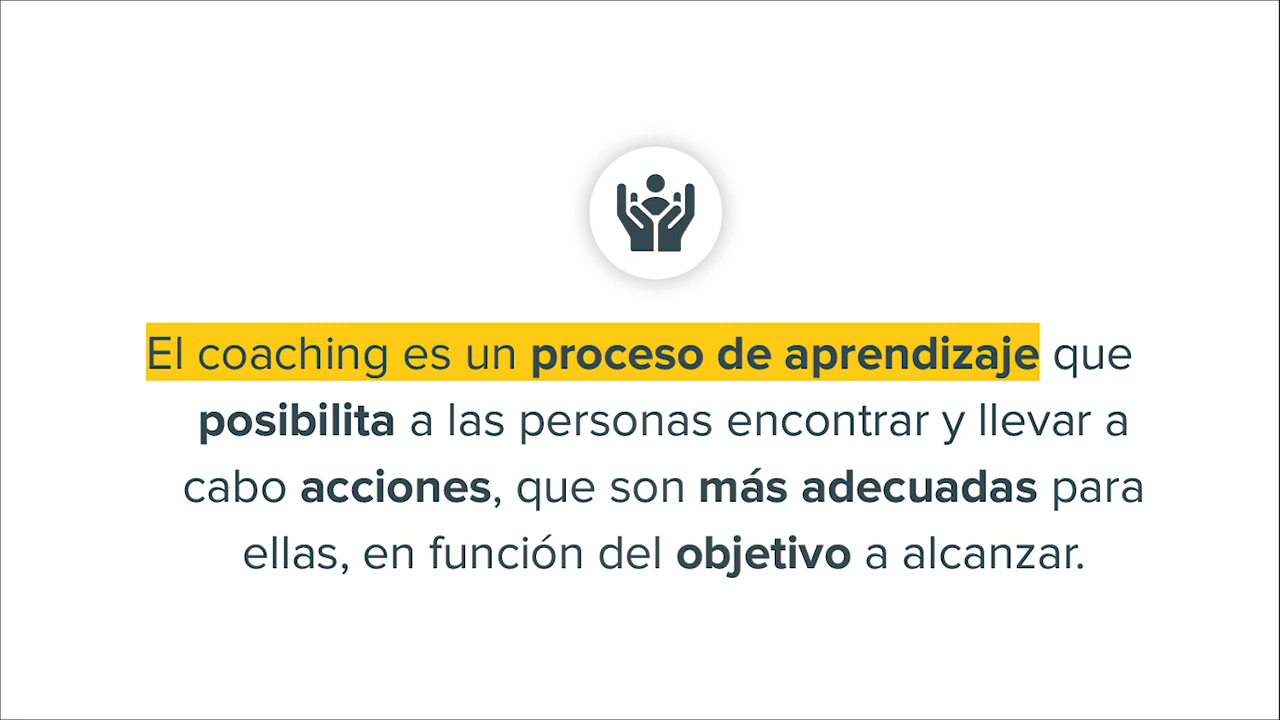 El coaching es un proceso de aprendizaje que
posibilita a las personas encontrar y llevar a
cabo acciones, que son más adecuadas para
ellas, en función del objetivo a alcanzar.